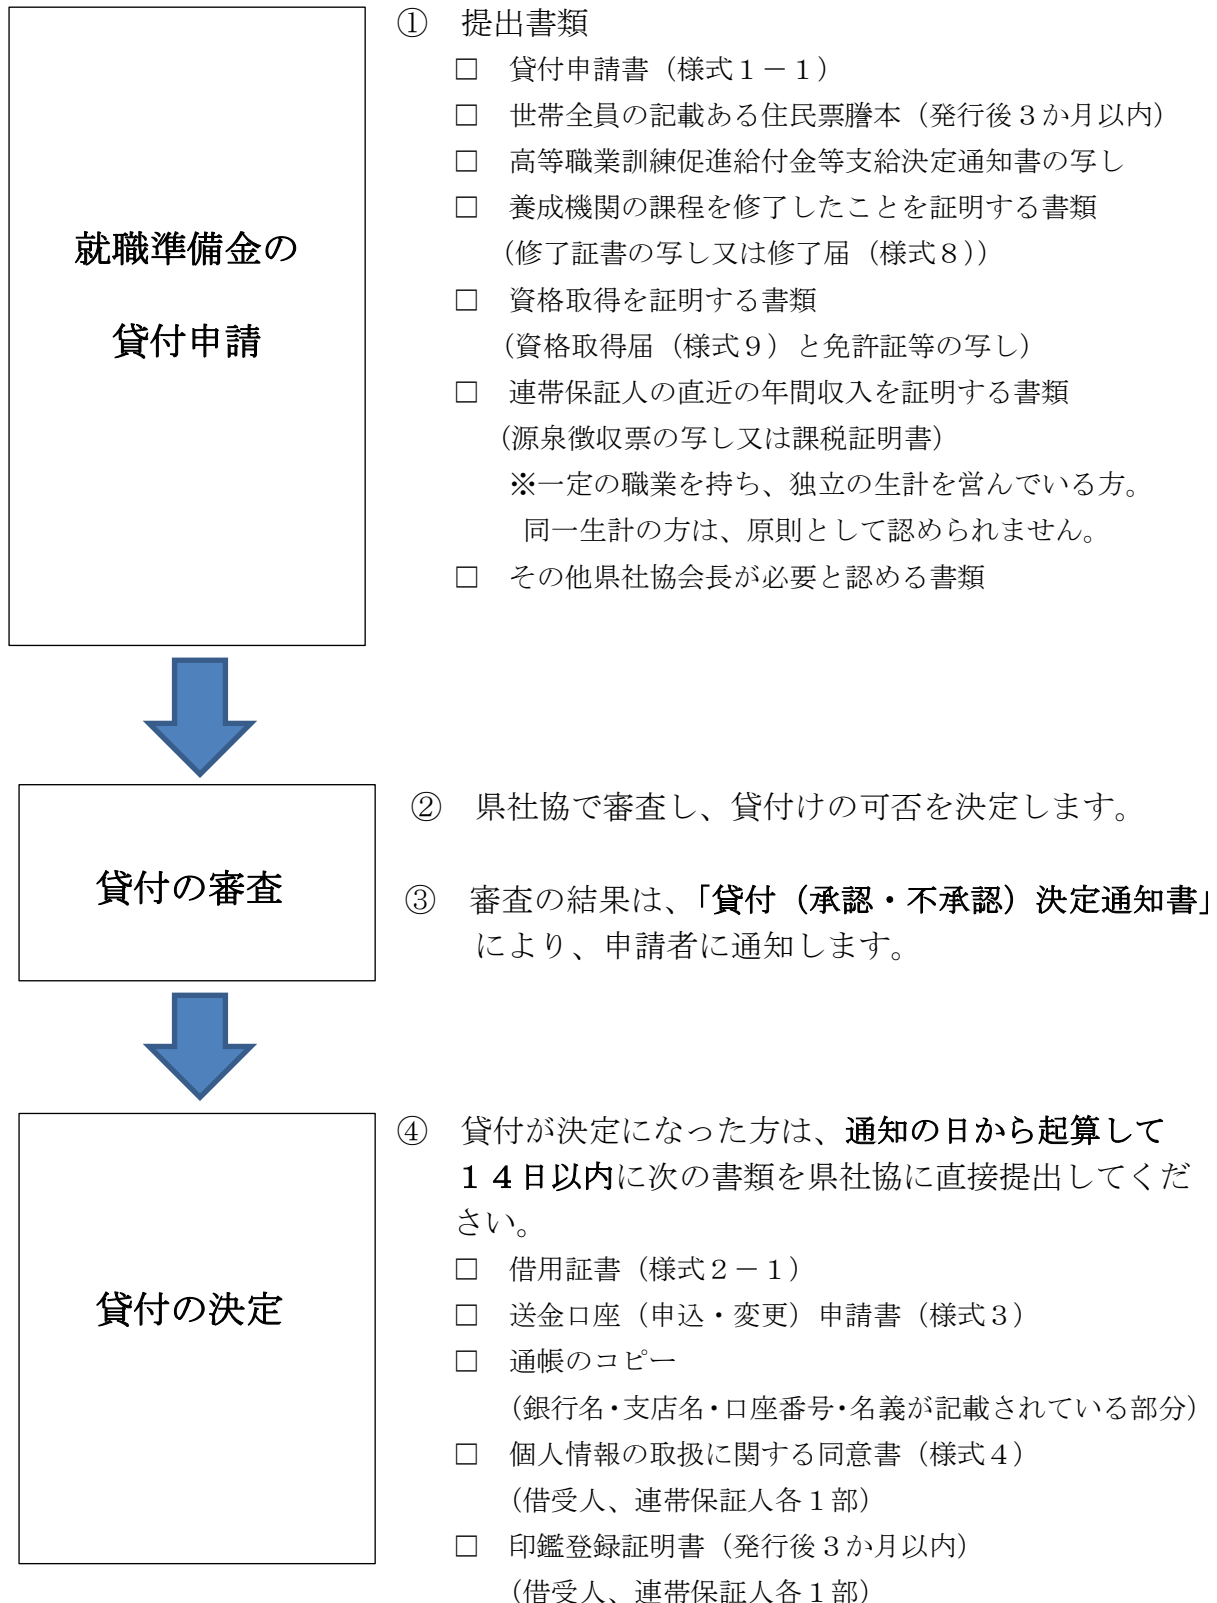 就職準備金の
貸付申請
① 提出書類
□ 貸付申請書（様式１－１）
□ 世帯全員の記載ある住民票謄本（発行後３か月以内）
□ 高等職業訓練促進給付金等支給決定通知書の写し
□ 養成機関の課程を修了したことを証明する書類
（修了証書の写し又は修了届（様式８））
□ 資格取得を証明する書類
（資格取得届（様式９）と免許証等の写し）
□ 連帯保証人の直近の年間収入を証明する書類
（源泉徴収票の写し又は課税証明書）
※一定の職業を持ち、独立の生計を営んでいる方。
同一生計の方は、原則として認められません。
□ その他県社協会長が必要と認める書類
貸付の審査
② 県社協で審査し、貸付けの可否を決定します。
③ 審査の結果は、「貸付（承認・不承認）決定通知書」
により、申請者に通知します。
貸付の決定
④ 貸付が決定になった方は、通知の日から起算して
１４日以内に次の書類を県社協に直接提出してくだ
さい。
□ 借用証書（様式２－１）
□ 送金口座（申込・変更）申請書（様式３）
□ 通帳のコピー
（銀行名・支店名・口座番号・名義が記載されている部分）
□ 個人情報の取扱に関する同意書（様式４）
（借受人、連帯保証人各１部）
□ 印鑑登録証明書（発行後３か月以内）
（借受人、連帯保証人各１部）